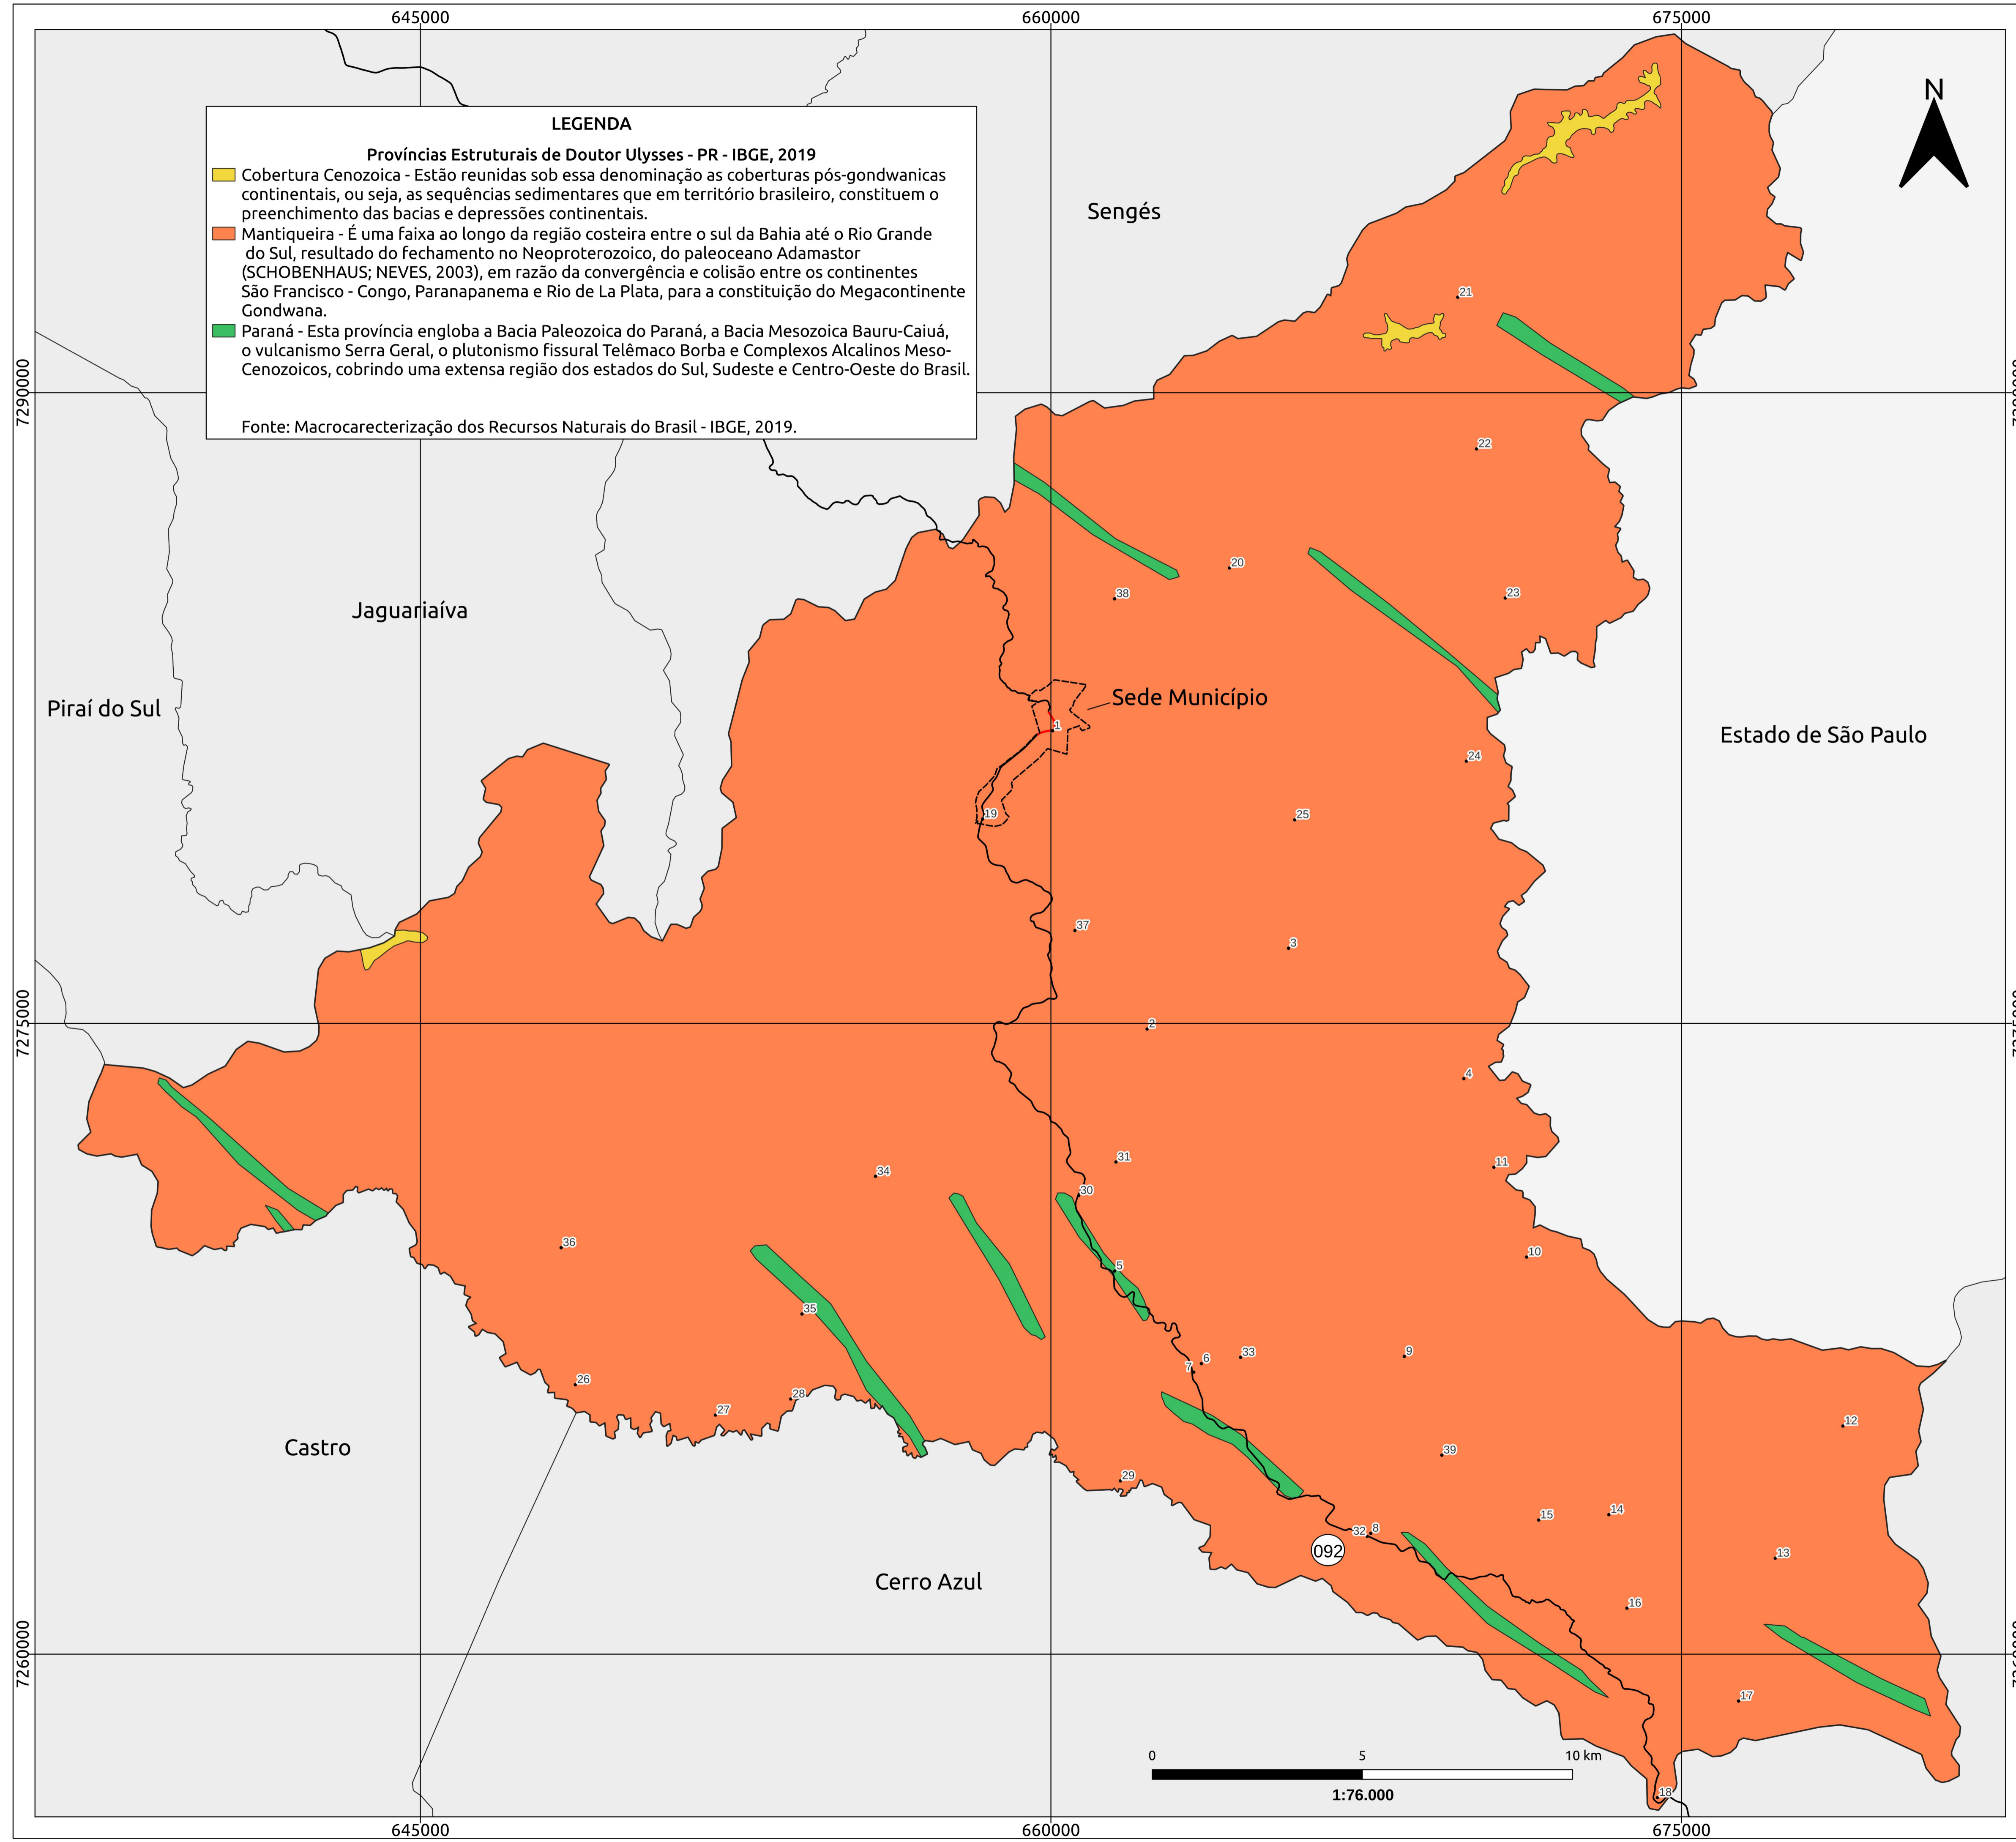 645000
660000
675000
N
LEGENDA
Províncias Estruturais de Doutor Ulysses - PR - IBGE, 2019
Cobertura Cenozoica - Estão reunidas sob essa denominação as coberturas pós-gondwanicas
continentais, ou seja, as sequências sedimentares que em território brasileiro, constituem o
preenchimento das bacias e depressões continentais.
Mantiqueira - É uma faixa ao longo da região costeira entre o sul da Bahia até o Rio Grande
do Sul, resultado do fechamento no Neoproterozoico, do paleoceano Adamastor
(SCHOBENHAUS; NEVES, 2003), em razão da convergência e colisão entre os continentes
São Francisco - Congo, Paranapanema e Rio de La Plata, para a constituição do Megacontinente
Gondwana.
Paraná - Esta província engloba a Bacia Paleozoica do Paraná, a Bacia Mesozoica Bauru-Caiuá,
o vulcanismo Serra Geral, o plutonismo fissural Telêmaco Borba e Complexos Alcalinos Meso-
Cenozoicos, cobrindo uma extensa região dos estados do Sul, Sudeste e Centro-Oeste do Brasil.
Fonte: Macrocarecterização dos Recursos Naturais do Brasil - IBGE, 2019.
Sengés
21
7290000
22
20
38
23
Jaguariaíva
Piraí do Sul
Sede Município
1
Estado de São Paulo
24
19
25
37
3
7275000
2
4
31
11
34
30
36
10
5
35
6
33
7
9
26
28
27
12
Castro
39
29
14
15
32
8
092
13
Cerro Azul
16
7260000
17
0
5
10 km
1:76.000
18
645000
660000
675000